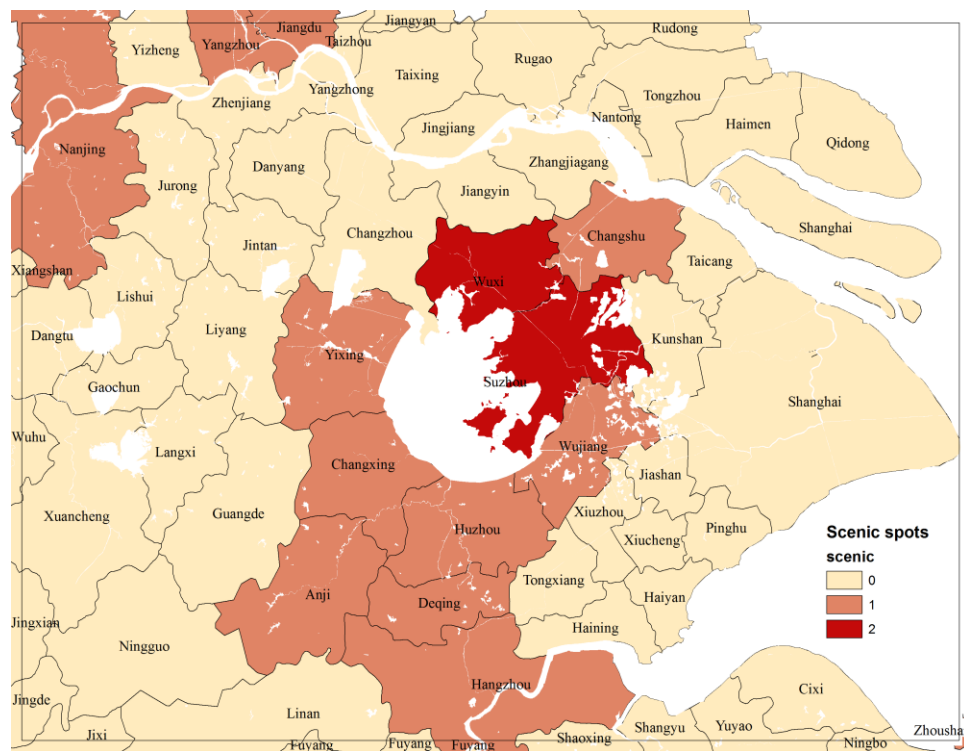 Jiangdu
Jiangyan
Rudong
Yizheng
Yangzhou
Taizhou
Rugao
Taixing
Yangzhong
Tongzhou
Zhenjiang
Nantong
Haimen
Jingjiang
Qidong
Nanjing
Danyang
Zhangjiagang
Jurong
Jiangyin
Shanghai
Changzhou
Changshu
Jintan
Taicang
Xiangshan
Wuxi
Lishui
Dangtu
Liyang
Kunshan
Yixing
Gaochun
Suzhou
Shanghai
Wuhu
Langxi
Wujiang
Changxing
Jiashan
Xuancheng
Guangde
Xiuzhou
Huzhou
Pinghu
Xiucheng
Scenic spots
scenic
0
1
2
Tongxiang
Anji
Deqing
Haiyan
Jingxian
Haining
Ningguo
Hangzhou
Cixi
Jingde
Linan
Shangyu
Yuyao
Zhousha
Jixi
Fuyang
Fuyang
Fuyang
Shaoxing
Ningbo